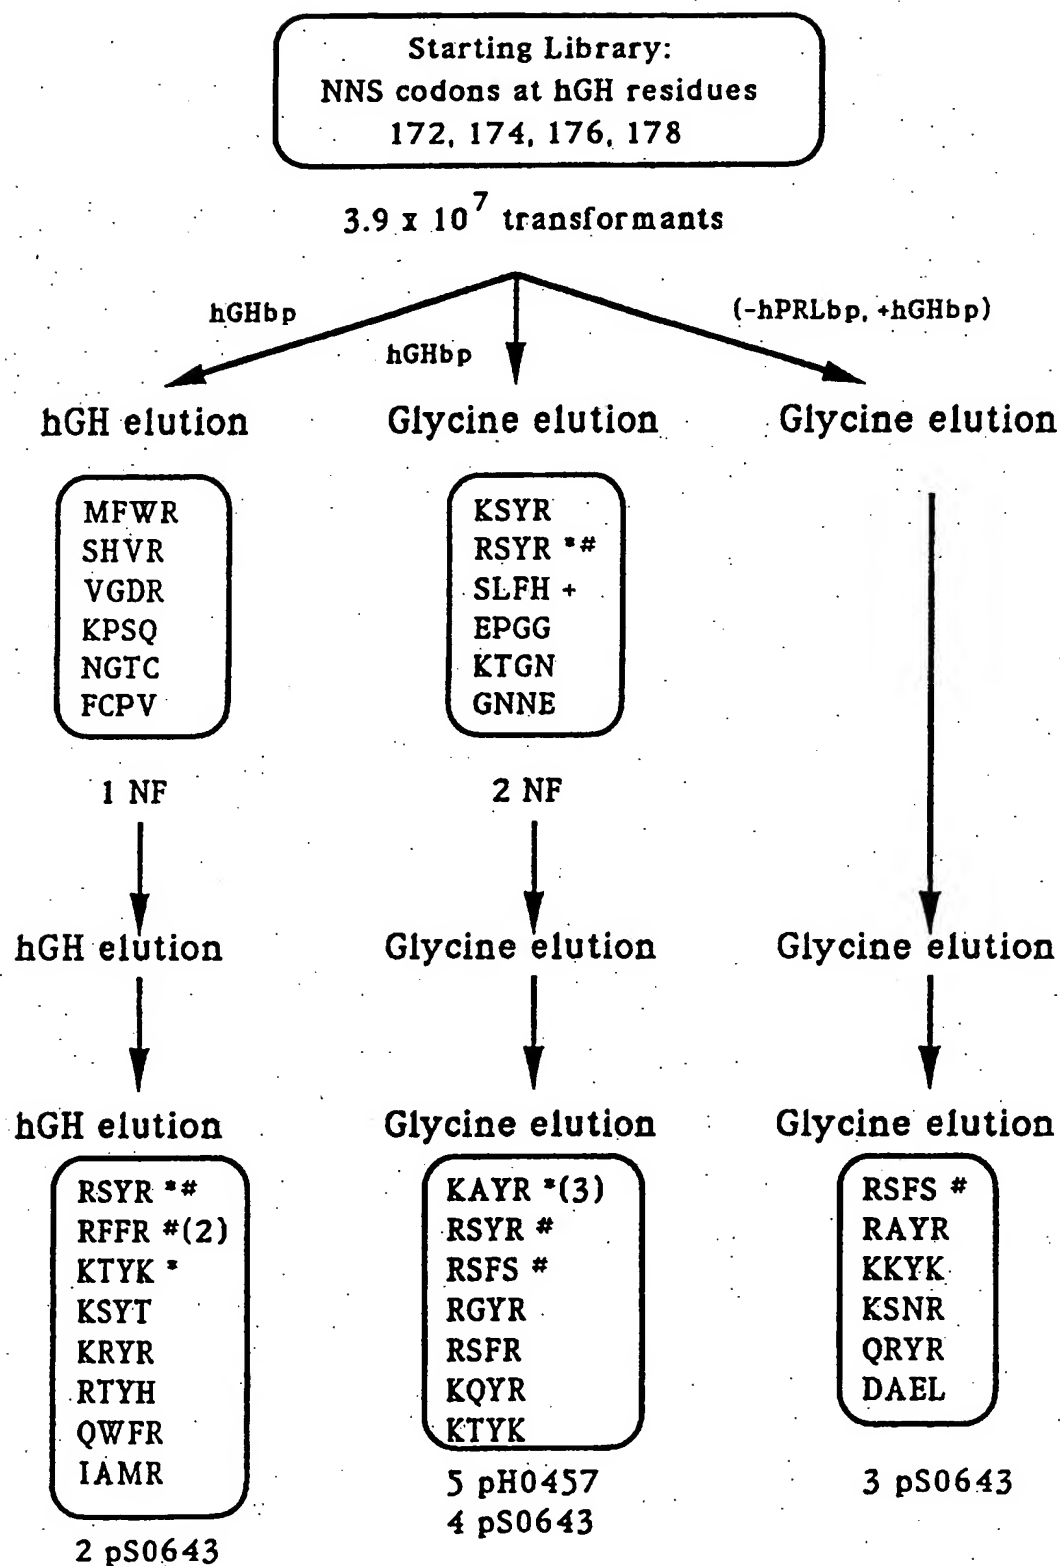 Starting Library:
NNS codons at hGH residues
172, 174, 176, 178
3.9 x 10^7 transformants
hGHbp
hGHbp
(-hPRLbp, +hGHbp)
hGH elution
Glycine elution
Glycine elution
MFWR
SHVR
VGDR
KPSQ
NGTC
FCPV
1 NF
KSYR
RSYR *#
SLFH +
EPGG
KTGN
GNNE
2 NF
hGH elution
Glycine elution
Glycine elution
hGH elution
Glycine elution
Glycine elution
RSYR *#
RFFR #(2)
KTYK *
KSYT
KRYR
RTYH
QWFR
IAMR
2 pS0643
KAYR *(3)
RSYR #
RSFS #
RGYR
RSFR
KQYR
KTYK
5 pH0457
4 pS0643
RSFS #
RAYR
KKYK
KSNR
QRYR
DAEL
3 pS0643